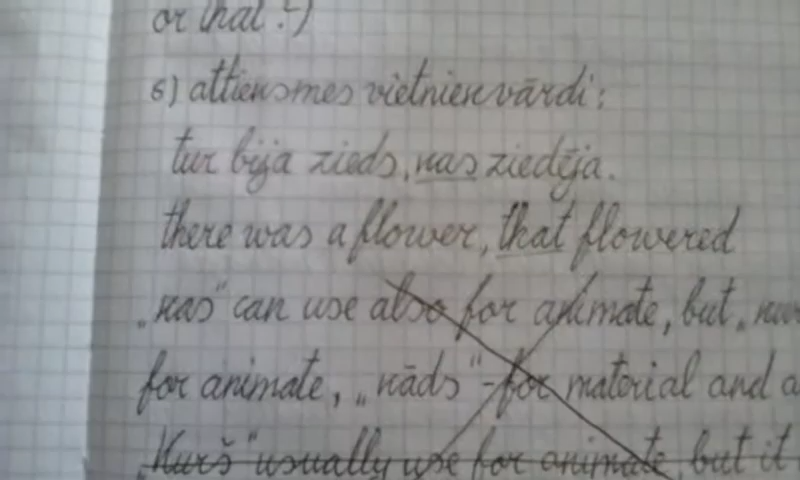 or that?-)
6) attieksmes vietniekvārdi:
tur bija zieds, kas ziedēja.
there was a flower, that flowered
„kas" can use also for animate, but „
for animate, „kāds"-for material and a
„Kurš" usually use for animate, but it